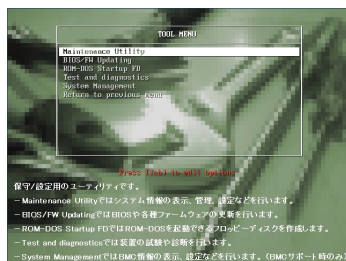 TOOL MENU
Maintenance Utility
BIOS/FW Updating
ROM-DOS Startup FD
Test and diagnostics
System Management
Return to previous menu
Press [Tab] to edit options
保守/設定用のユーティリティです。
－Maintenance Utilityではシステム情報の表示、管理、設定などを行います。
－BIOS/FW UpdatingではBIOSや各種ファームウェアの更新を行います。
－ROM-DOS Startup FDではROM-DOSを起動できるフロッピーディスクを作成します。
－Test and diagnosticsでは装置の試験や診断を行います。
－System ManagementではBMC情報の表示、設定などを行います。(BMCサポート時のみ)